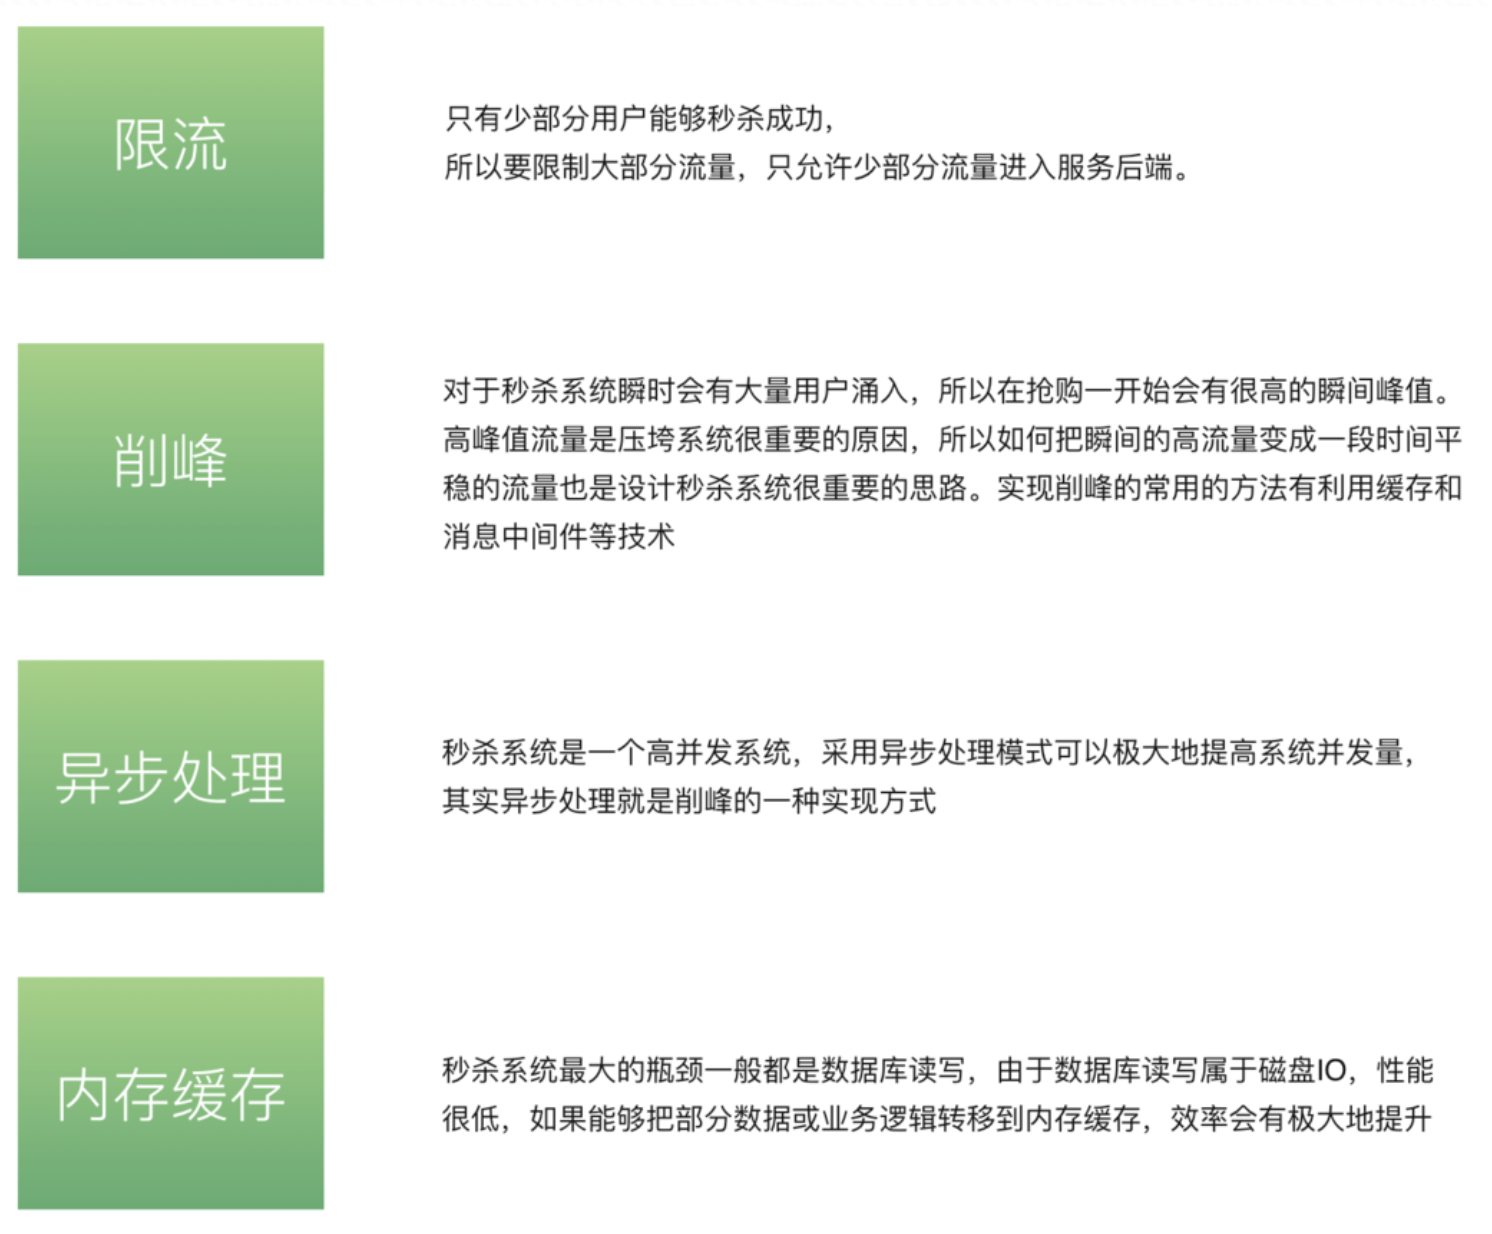 限流
只有少部分用户能够秒杀成功，
所以要限制大部分流量，只允许少部分流量进入服务后端。
削峰
对于秒杀系统瞬时会有大量用户涌入，所以在抢购一开始会有很高的瞬间峰值。
高峰值流量是压垮系统很重要的原因，所以如何把瞬间的高流量变成一段时间平
稳的流量也是设计秒杀系统很重要的思路。实现削峰的常用的方法有利用缓存和
消息中间件等技术
异步处理
秒杀系统是一个高并发系统，采用异步处理模式可以极大地提高系统并发量，
其实异步处理就是削峰的一种实现方式
内存缓存
秒杀系统最大的瓶颈一般都是数据库读写，由于数据库读写属于磁盘IO，性能
很低，如果能够把部分数据或业务逻辑转移到内存缓存，效率会有极大地提升